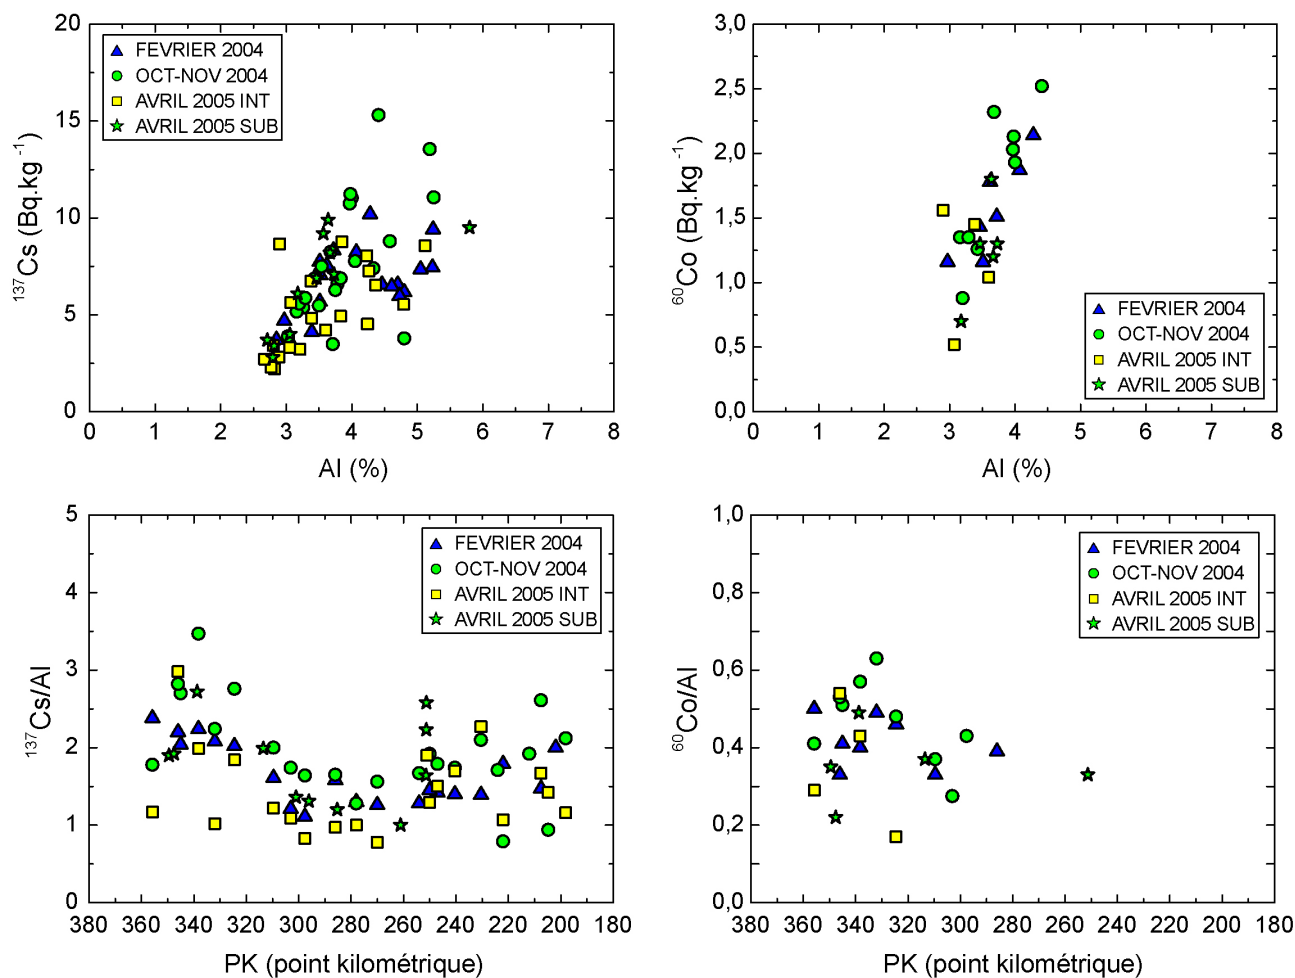 20
15
10
5
0
¹³⁷Cs (Bq.kg⁻¹)
FEVRIER 2004
OCT-NOV 2004
AVRIL 2005 INT
AVRIL 2005 SUB
0 1 2 3 4 5 6 7 8
Al (%)
3,0
2,5
2,0
1,5
1,0
0,5
0,0
⁶⁰Co (Bq.kg⁻¹)
FEVRIER 2004
OCT-NOV 2004
AVRIL 2005 INT
AVRIL 2005 SUB
0 1 2 3 4 5 6 7 8
Al (%)
5
4
3
2
1
0
¹³⁷Cs/Al
FEVRIER 2004
OCT-NOV 2004
AVRIL 2005 INT
AVRIL 2005 SUB
380 360 340 320 300 280 260 240 220 200 180
PK (point kilométrique)
1,0
0,8
0,6
0,4
0,2
0,0
⁶⁰Co/Al
FEVRIER 2004
OCT-NOV 2004
AVRIL 2005 INT
AVRIL 2005 SUB
380 360 340 320 300 280 260 240 220 200 180
PK (point kilométrique)